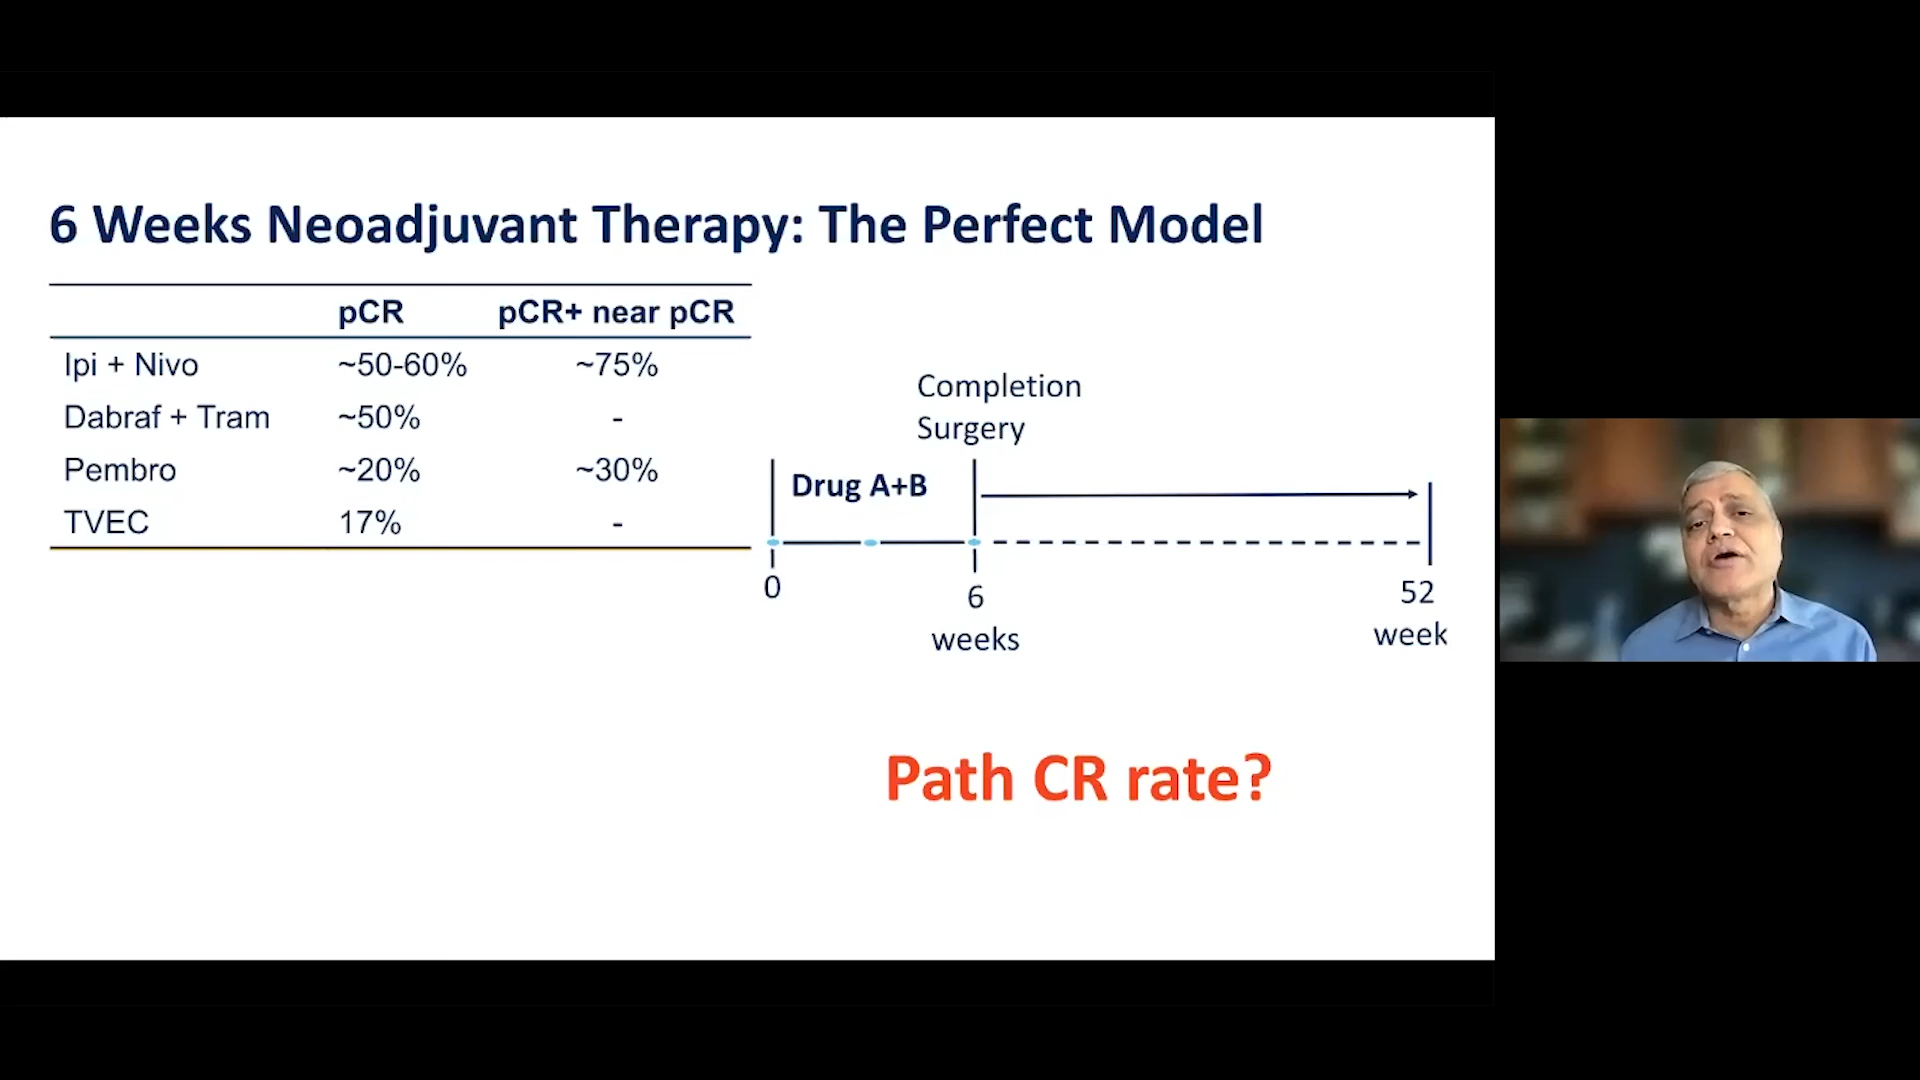 6 Weeks Neoadjuvant Therapy: The Perfect Model
pCR pCR+ near pCR
Ipi + Nivo ~50-60% ~75%
Dabraf + Tram ~50% -
Pembro ~20% ~30%
TVEC 17% -
Completion
Surgery
Drug A+B
0
6
weeks
52
week
Path CR rate?